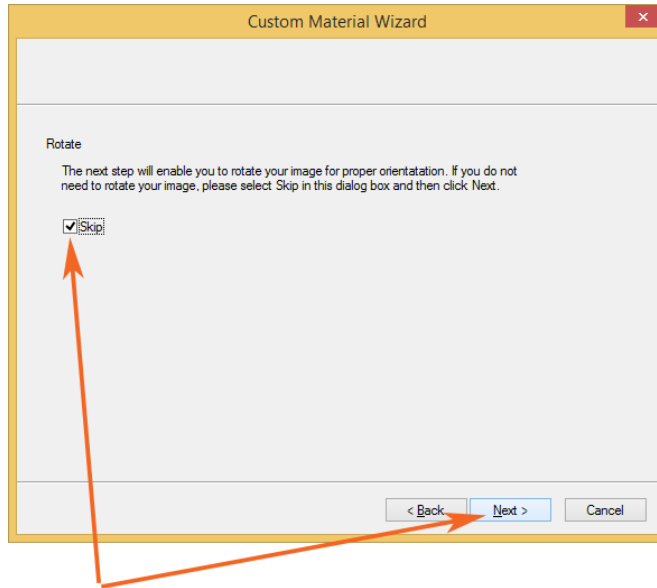 Custom Material Wizard
Rotate
The next step will enable you to rotate your image for proper orientatation. If you do not
need to rotate your image, please select Skip in this dialog box and then click Next.
Skip
< Back Next > Cancel